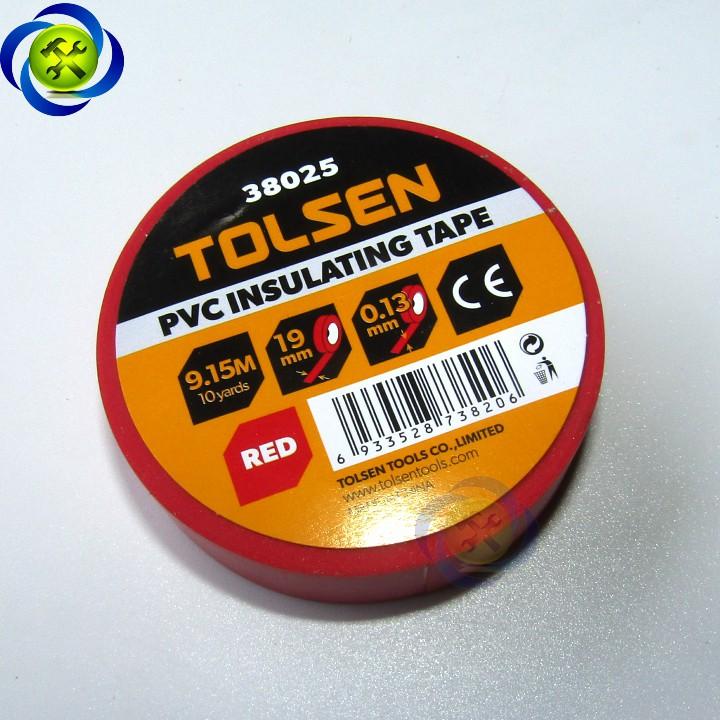 38025
TOLSEN
PVC INSULATING TAPE
9.15M
10 yards
19
mm
0.13
mm
CE
RED
6 933528 738206
TOLSEN TOOLS CO.,LIMITED
www.tolsentools.com